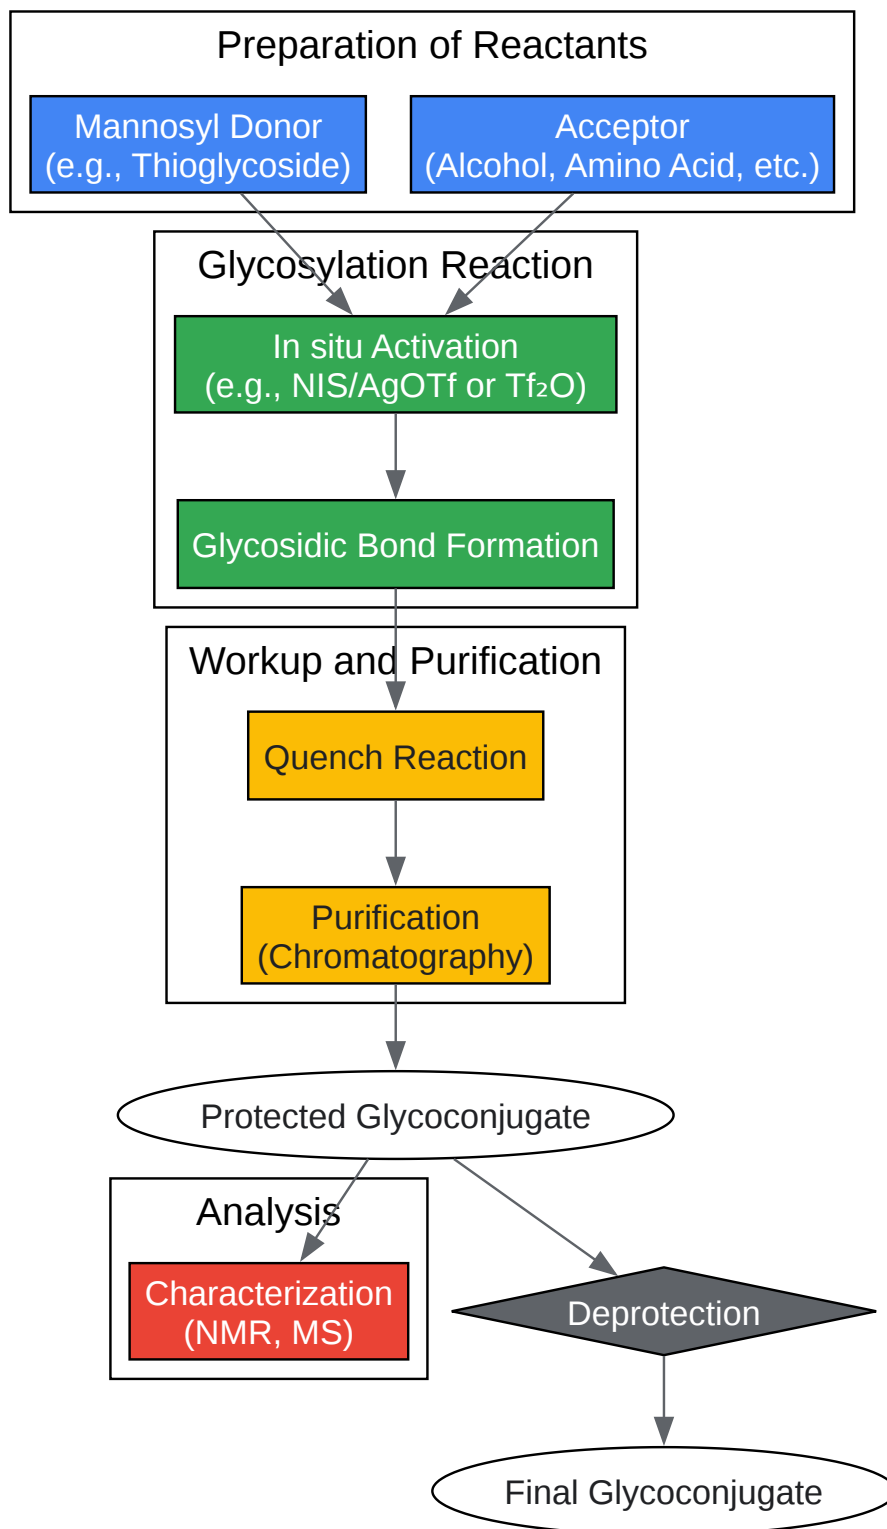 Preparation of Reactants
Mannosyl Donor
(e.g., Thioglycoside)
Acceptor
(Alcohol, Amino Acid, etc.)
Glycosylation Reaction
In situ Activation
(e.g., NIS/AgOTf or Tf₂O)
Glycosidic Bond Formation
Workup and Purification
Quench Reaction
Purification
(Chromatography)
Protected Glycoconjugate
Analysis
Characterization
(NMR, MS)
Deprotection
Final Glycoconjugate